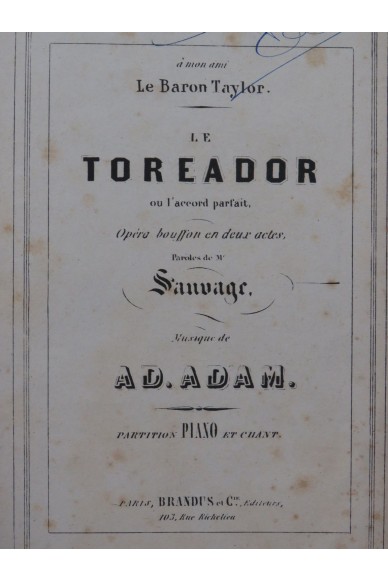 à mon ami
Le Baron Taylor.
LE
TOREADOR
ou l'accord parfait,
Opéra bouffon en deux actes,
Paroles de Mr
Sauvage,
Musique de
AD. ADAM.
PARTITION PIANO ET CHANT.
PARIS, BRANDUS et Cie, Editeurs,
103, Rue Richelieu